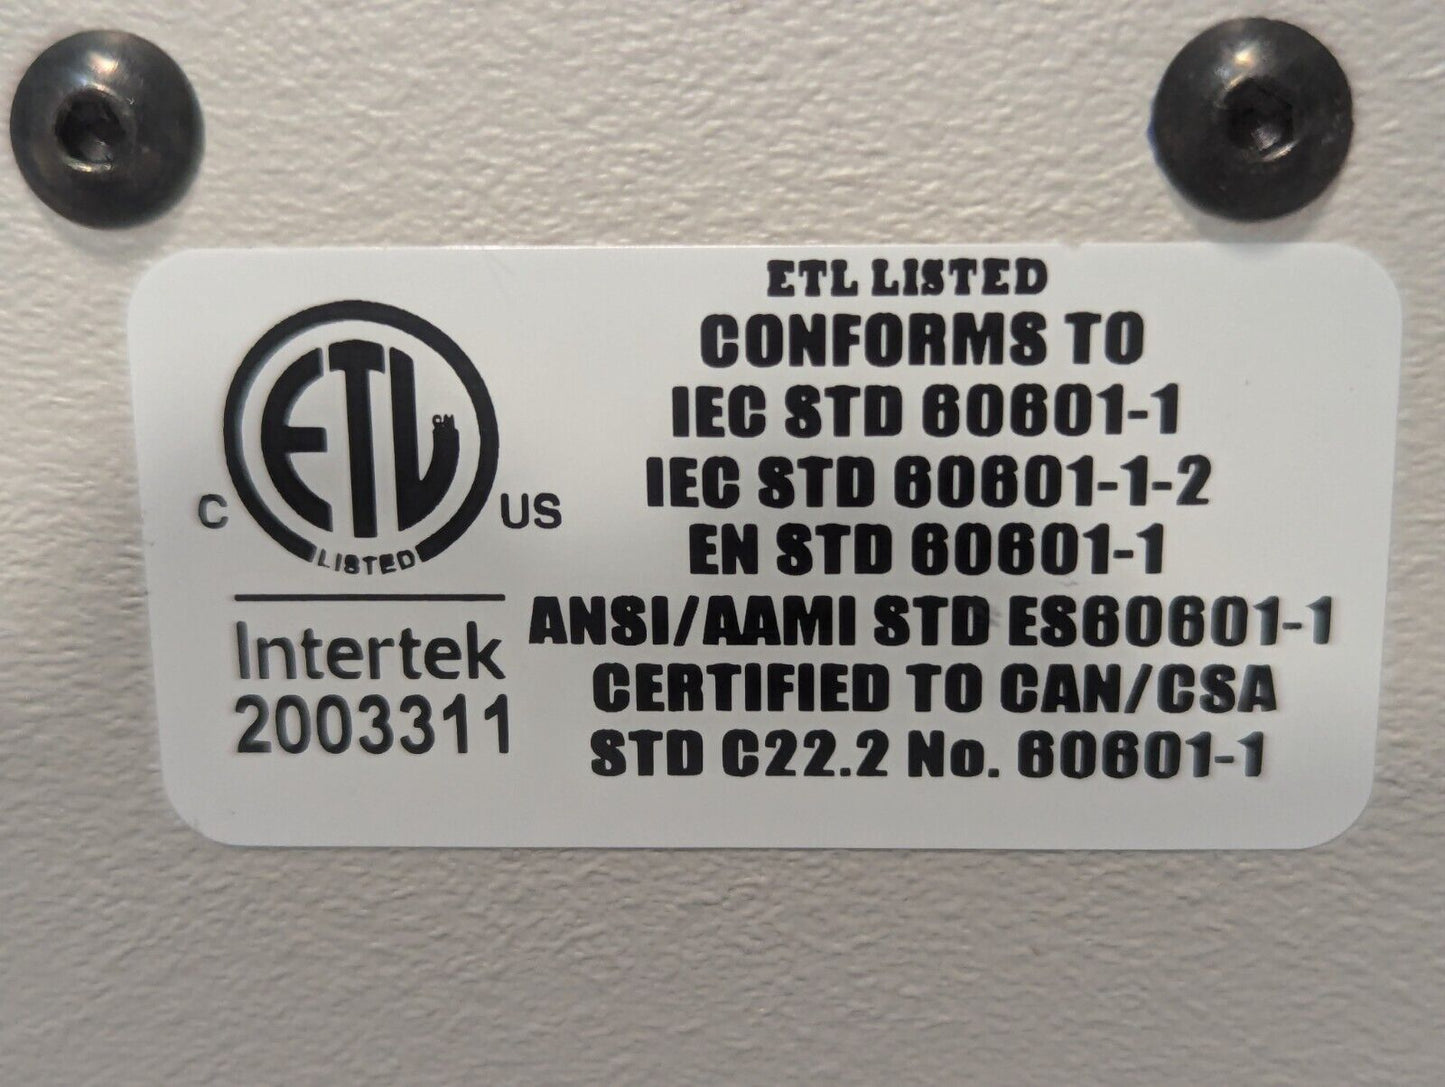 ETL CM
LISTED
C US
Intertek
2003311
ETL LISTED
CONFORMS TO
IEC STD 60601-1
IEC STD 60601-1-2
EN STD 60601-1
ANSI/AAMI STD ES60601-1
CERTIFIED TO CAN/CSA
STD C22.2 No. 60601-1